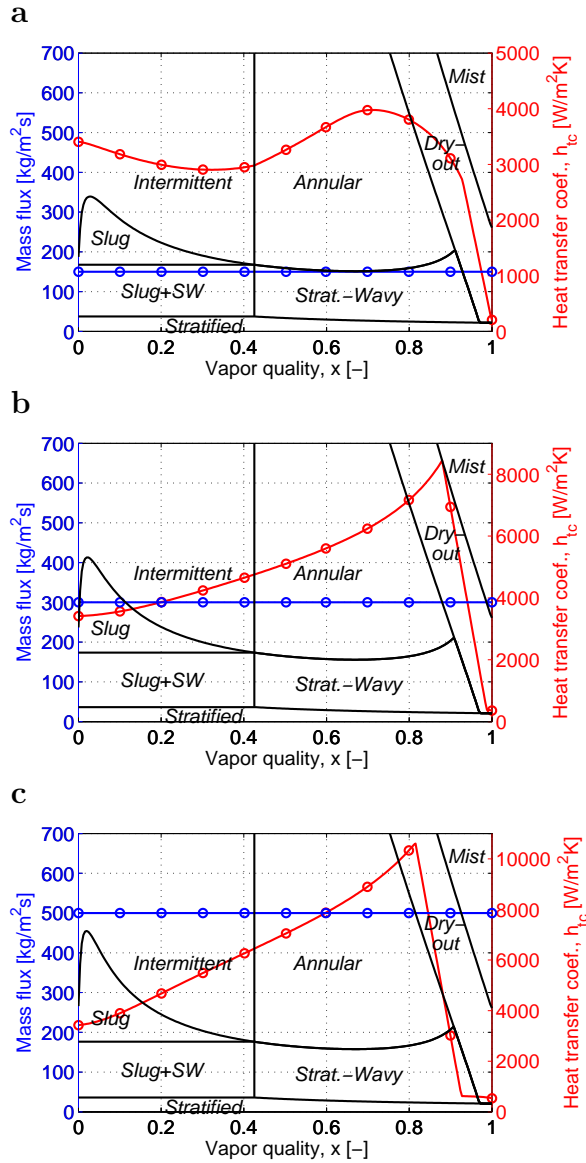 a
700
600
500
400
300
200
100
0
Mass flux [kg/m²s]
5000
4000
3000
2000
1000
0
Heat transfer coef., h_tc [W/m²K]
Mist
Dry−
out
Intermittent
Annular
Slug
Slug+SW
Strat.−Wavy
Stratified
0 0.2 0.4 0.6 0.8 1
Vapor quality, x [−]
b
700
600
500
400
300
200
100
0
Mass flux [kg/m²s]
8000
6000
4000
2000
0
Heat transfer coef., h_tc [W/m²K]
Mist
Dry−
out
Intermittent
Annular
Slug
Slug+SW
Strat.−Wavy
Stratified
0 0.2 0.4 0.6 0.8 1
Vapor quality, x [−]
c
700
600
500
400
300
200
100
0
Mass flux [kg/m²s]
10000
8000
6000
4000
2000
0
Heat transfer coef., h_tc [W/m²K]
Mist
Dry−
out
Intermittent
Annular
Slug
Slug+SW
Strat.−Wavy
Stratified
0 0.2 0.4 0.6 0.8 1
Vapor quality, x [−]